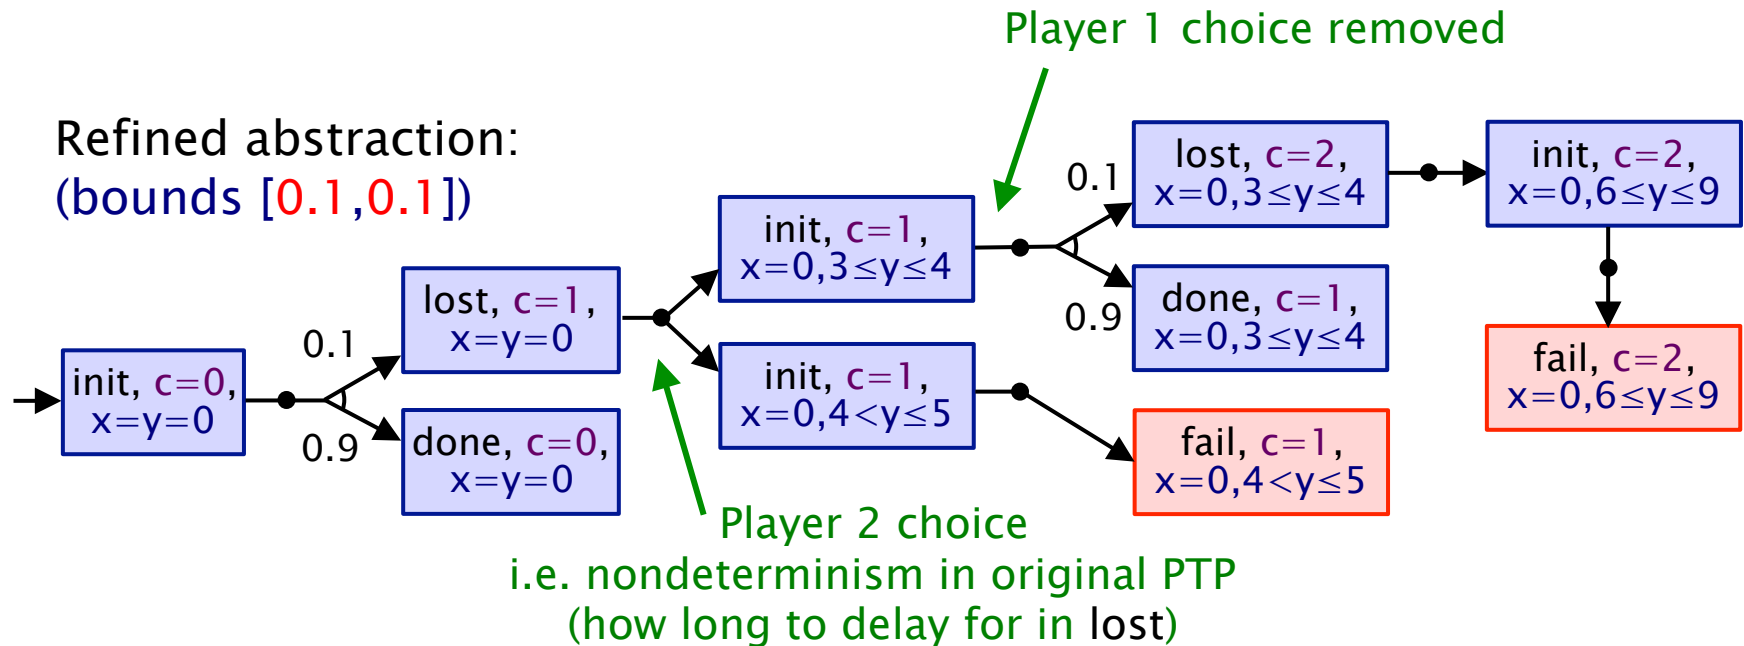 Player 1 choice removed
Refined abstraction:
(bounds [0.1,0.1])
init, c=0,
x=y=0
0.1
0.9
lost, c=1,
x=y=0
done, c=0,
x=y=0
init, c=1,
x=0,3≤y≤4
init, c=1,
x=0,4<y≤5
0.1
0.9
lost, c=2,
x=0,3≤y≤4
done, c=1,
x=0,3≤y≤4
fail, c=1,
x=0,4<y≤5
init, c=2,
x=0,6≤y≤9
fail, c=2,
x=0,6≤y≤9
Player 2 choice
i.e. nondeterminism in original PTP
(how long to delay for in lost)